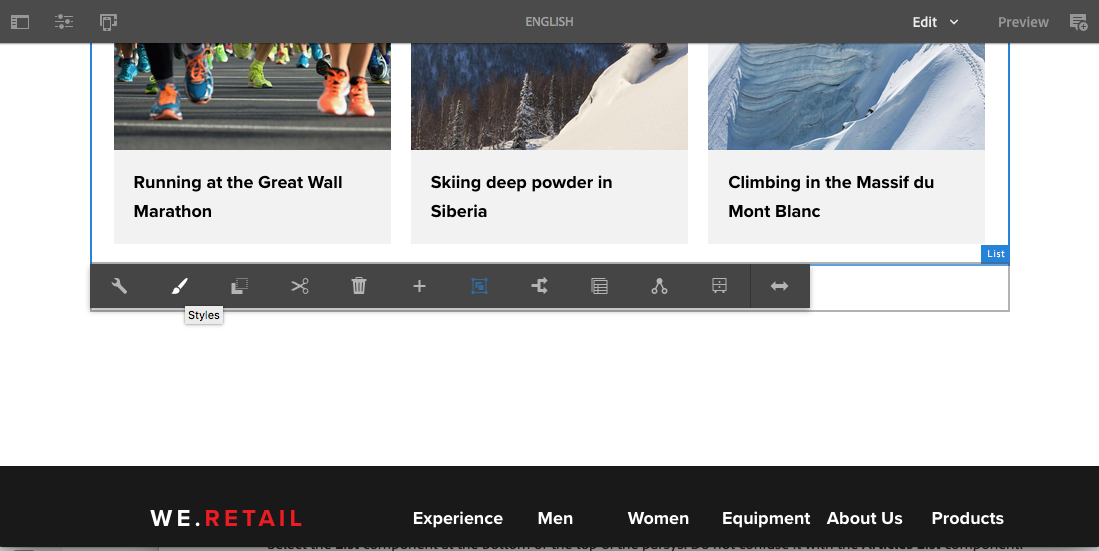 ENGLISH
Edit
Preview
Running at the Great Wall
Marathon
Skiing deep powder in
Siberia
Climbing in the Massif du
Mont Blanc
List
Styles
WE.RETAIL
Experience
Men
Women
Equipment
About Us
Products